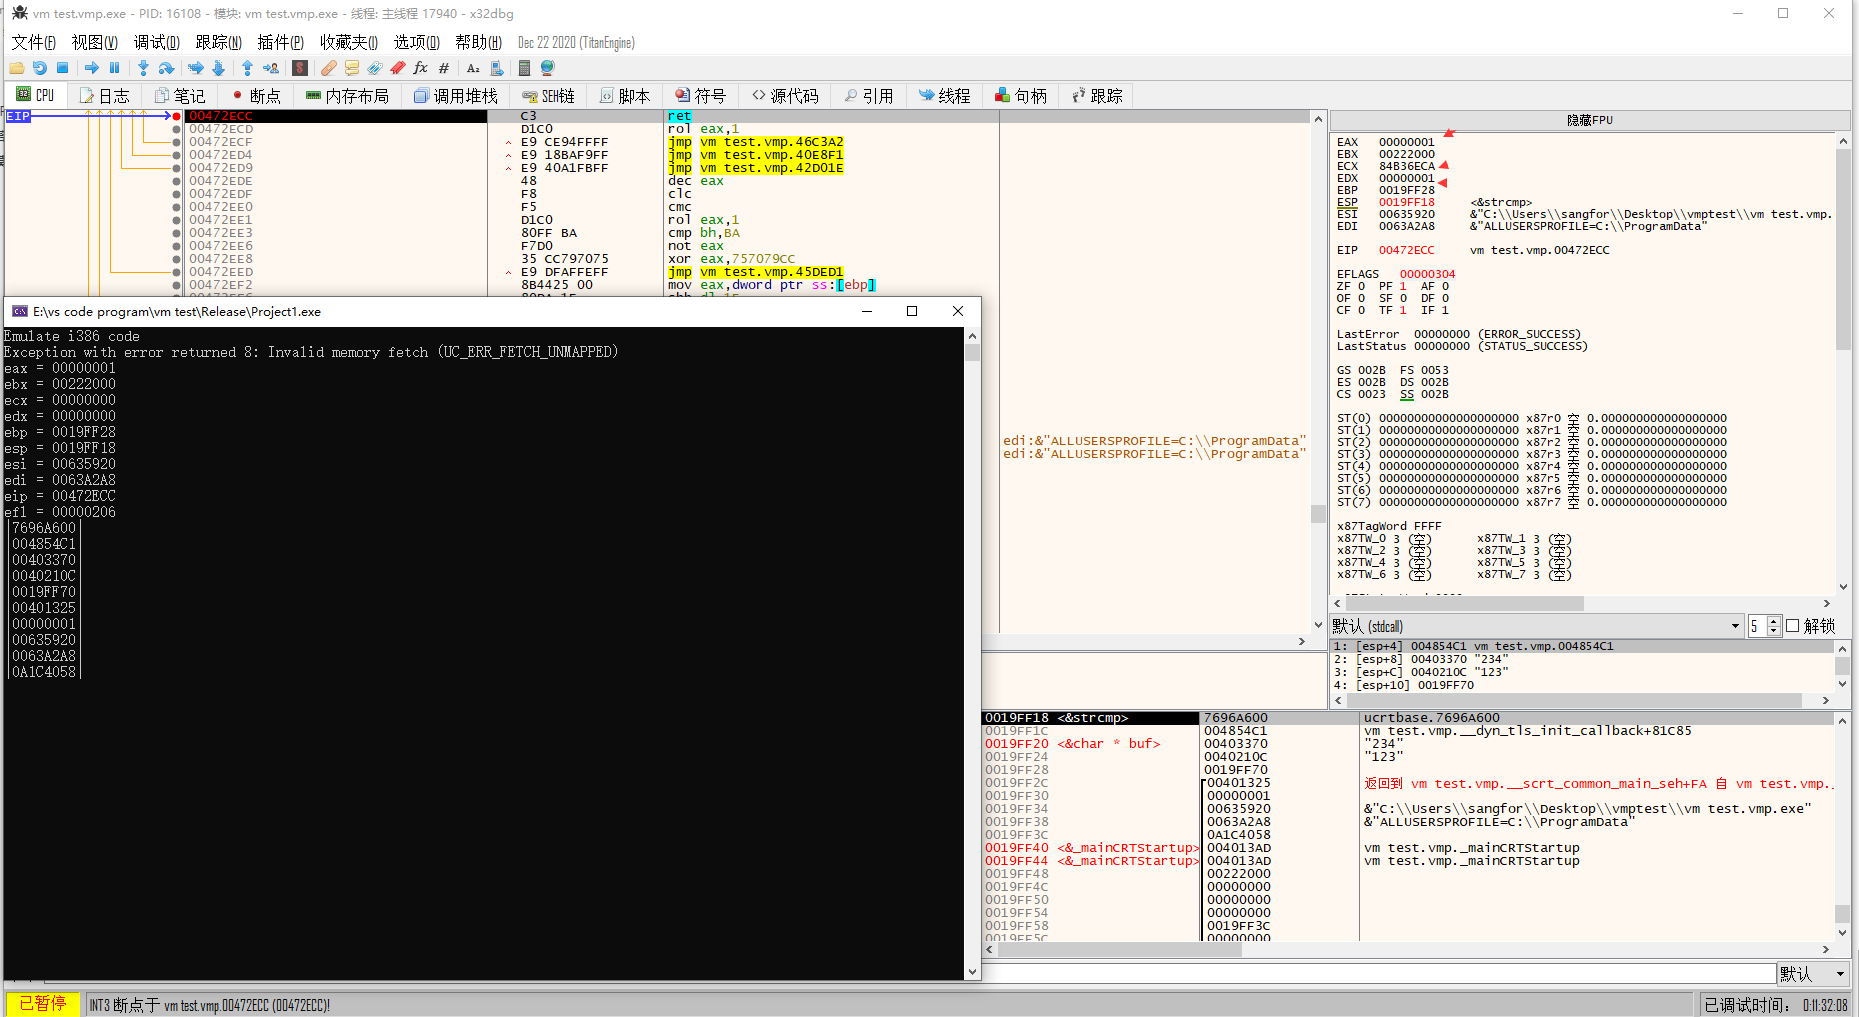 vm test.vmp.exe - PID: 16108 - 模块: vm test.vmp.exe - 线程: 主线程 17940 - x32dbg
文件(F) 视图(V) 调试(D) 跟踪(N) 插件(P) 收藏夹(I) 选项(O) 帮助(H) Dec 22 2020 (TitanEngine)
CPU 日志 笔记 断点 内存布局 调用堆栈 SEH链 脚本 符号 源代码 引用 线程 句柄 跟踪
EIP
00472ECC C3 ret
00472ECD D1C0 rol eax,1
00472ECF E9 CE94FFFF jmp vm test.vmp.46C3A2
00472ED4 E9 18BAF9FF jmp vm test.vmp.40E8F1
00472ED9 E9 40A1FBFF jmp vm test.vmp.42D01E
00472EDE 48 dec eax
00472EDF F8 clc
00472EE0 F5 cmc
00472EE1 D1C0 rol eax,1
00472EE3 80FF BA cmp bh,BA
00472EE6 F7D0 not eax
00472EE8 35 CC797075 xor eax,757079CC
00472EED E9 DFAFFEFF jmp vm test.vmp.45DED1
00472EF2 8B4425 00 mov eax,dword ptr ss:[ebp]
edi:&"ALLUSERSPROFILE=C:\\ProgramData"
edi:&"ALLUSERSPROFILE=C:\\ProgramData"
E:\vs code program\vm test\Release\Project1.exe
Emulate i386 code
Exception with error returned 8: Invalid memory fetch (UC_ERR_FETCH_UNMAPPED)
eax = 00000001
ebx = 00222000
ecx = 00000000
edx = 00000000
ebp = 0019FF28
esp = 0019FF18
esi = 00635920
edi = 0063A2A8
eip = 00472ECC
efl = 00000206
|7696A600|
|004854C1|
|00403370|
|0040210C|
|0019FF70|
|00401325|
|00000001|
|00635920|
|0063A2A8|
|0A1C4058|
隐藏FPU
EAX 00000001
EBX 00222000
ECX 84B36ECA
EDX 00000001
EBP 0019FF28
ESP 0019FF18 <&strcmp>
ESI 00635920 &"C:\\Users\\sangfor\\Desktop\\vmptest\\vm test.vmp.
EDI 0063A2A8 &"ALLUSERSPROFILE=C:\\ProgramData"
EIP 00472ECC vm test.vmp.00472ECC
EFLAGS 00000304
ZF 0 PF 1 AF 0
OF 0 SF 0 DF 0
CF 0 TF 1 IF 1
LastError 00000000 (ERROR_SUCCESS)
LastStatus 00000000 (STATUS_SUCCESS)
GS 002B FS 0053
ES 002B DS 002B
CS 0023 SS 002B
ST(0) 00000000000000000000 x87r0 空 0.000000000000000000
ST(1) 00000000000000000000 x87r1 空 0.000000000000000000
ST(2) 00000000000000000000 x87r2 空 0.000000000000000000
ST(3) 00000000000000000000 x87r3 空 0.000000000000000000
ST(4) 00000000000000000000 x87r4 空 0.000000000000000000
ST(5) 00000000000000000000 x87r5 空 0.000000000000000000
ST(6) 00000000000000000000 x87r6 空 0.000000000000000000
ST(7) 00000000000000000000 x87r7 空 0.000000000000000000
x87TagWord FFFF
x87TW_0 3 (空) x87TW_1 3 (空)
x87TW_2 3 (空) x87TW_3 3 (空)
x87TW_4 3 (空) x87TW_5 3 (空)
x87TW_6 3 (空) x87TW_7 3 (空)
默认 (stdcall) 5 解锁
1: [esp+4] 004854C1 vm test.vmp.004854C1
2: [esp+8] 00403370 "234"
3: [esp+C] 0040210C "123"
4: [esp+10] 0019FF70
0019FF18 <&strcmp> 7696A600 ucrtbase.7696A600
0019FF1C 004854C1 vm test.vmp.__dyn_tls_init_callback+81C85
0019FF20 <&char * buf> 00403370 "234"
0019FF24 0040210C "123"
0019FF28 0019FF70
0019FF2C 00401325 返回到 vm test.vmp.__scrt_common_main_seh+FA 自 vm test.vmp.
0019FF30 00000001
0019FF34 00635920 &"C:\\Users\\sangfor\\Desktop\\vmptest\\vm test.vmp.exe"
0019FF38 0063A2A8 &"ALLUSERSPROFILE=C:\\ProgramData"
0019FF3C 0A1C4058
0019FF40 <&_mainCRTStartup> 004013AD vm test.vmp._mainCRTStartup
0019FF44 <&_mainCRTStartup> 004013AD vm test.vmp._mainCRTStartup
0019FF48 00222000
0019FF4C 00000000
0019FF50 00000000
0019FF54 00000000
0019FF58 0019FF3C
0019FF5C 00000000
默认
已暂停 INT3 断点于 vm test.vmp.00472ECC (00472ECC)! 已调试时间: 0:11:32:08